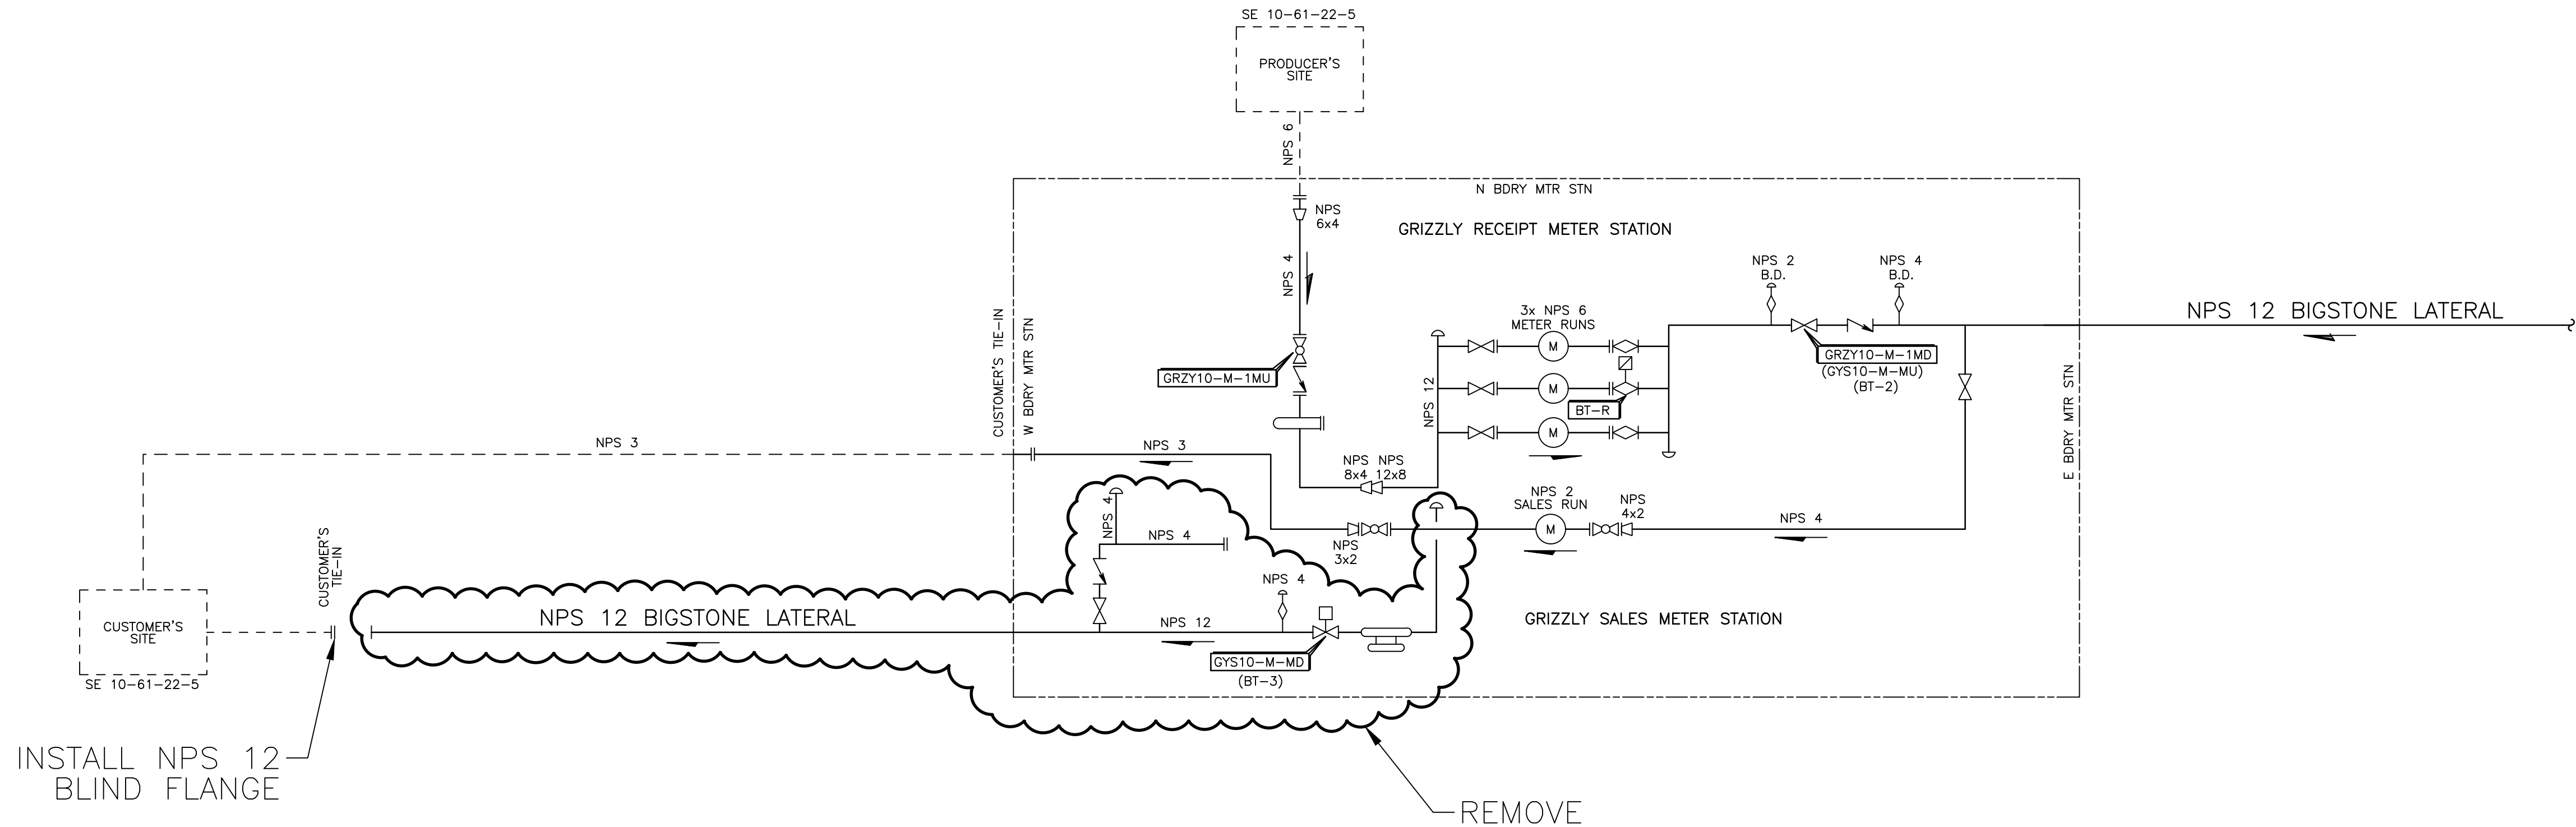 SE 10-61-22-5
PRODUCER'S
SITE
NPS 6
N BDRY MTR STN
NPS
6x4
GRIZZLY RECEIPT METER STATION
NPS 4
NPS 2
B.D.
NPS 4
B.D.
3x NPS 6
METER RUNS
NPS 12 BIGSTONE LATERAL
CUSTOMER'S TIE-IN
W BDRY MTR STN
M
GRZY10-M-1MD
(GYS10-M-MU)
(BT-2)
GRZY10-M-1MU
NPS 12
M
BT-R
M
E BDRY MTR STN
NPS 3
NPS 3
NPS NPS
8x4 12x8
NPS 2
SALES RUN
NPS
4x2
NPS 4
M
NPS 4
NPS 4
NPS
3x2
CUSTOMER'S
TIE-IN
NPS 4
NPS 12 BIGSTONE LATERAL
NPS 12
GRIZZLY SALES METER STATION
CUSTOMER'S
SITE
GYS10-M-MD
(BT-3)
SE 10-61-22-5
INSTALL NPS 12
BLIND FLANGE
REMOVE